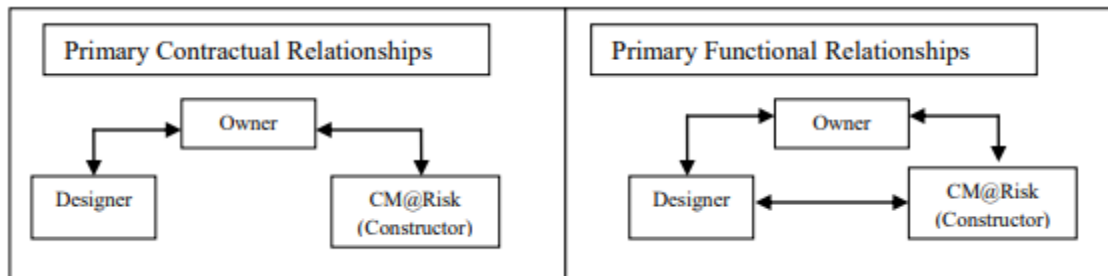 Primary Contractual Relationships
Owner
Designer
CM@Risk
(Constructor)
Primary Functional Relationships
Owner
Designer
CM@Risk
(Constructor)